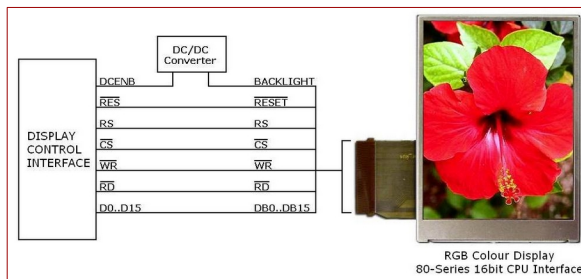 DC/DC
Converter
DCENB BACKLIGHT
RES RESET
RS RS
DISPLAY
CONTROL
INTERFACE
CS CS
WR WR
RD RD
D0..D15 DB0..DB15
RGB Colour Display
80-Series 16bit CPU Interface